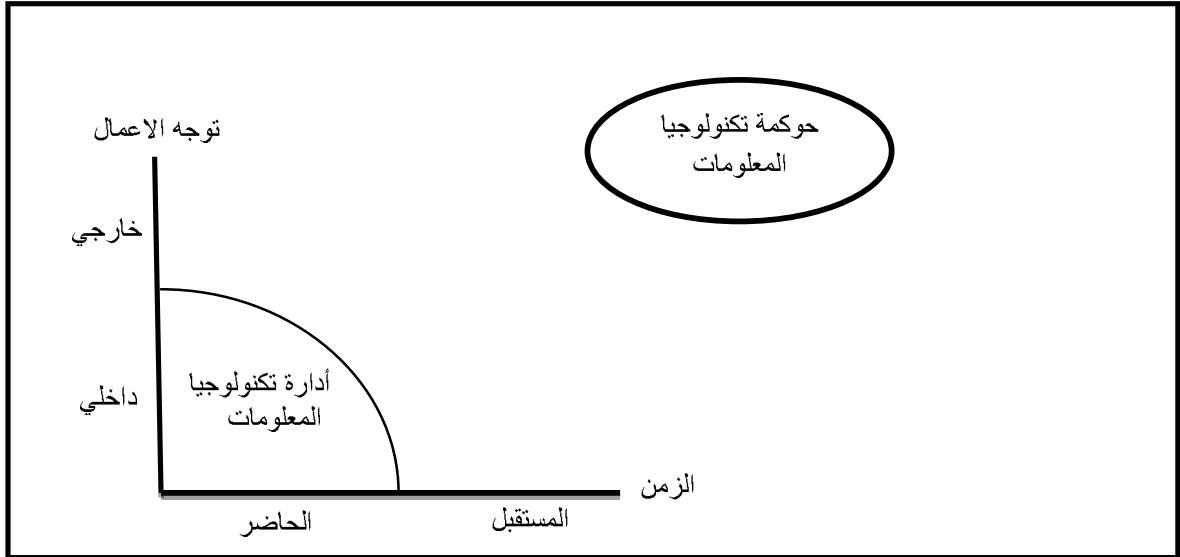 حوكمة تكنولوجيا
المعلومات
توجه الاعمال
خارجي
أدارة تكنولوجيا
المعلومات
داخلي
الزمن
الحاضر
المستقبل